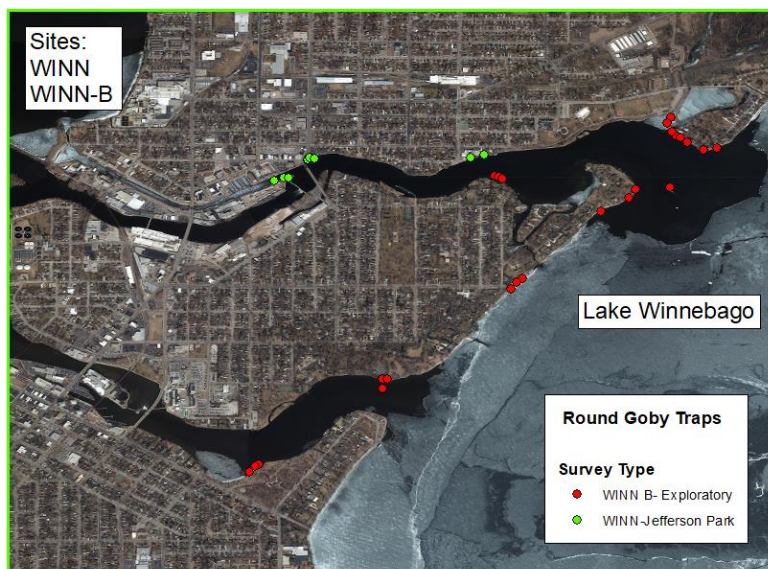 Sites:
WINN
WINN-B
Lake Winnebago
Round Goby Traps
Survey Type
WINN B- Exploratory
WINN-Jefferson Park